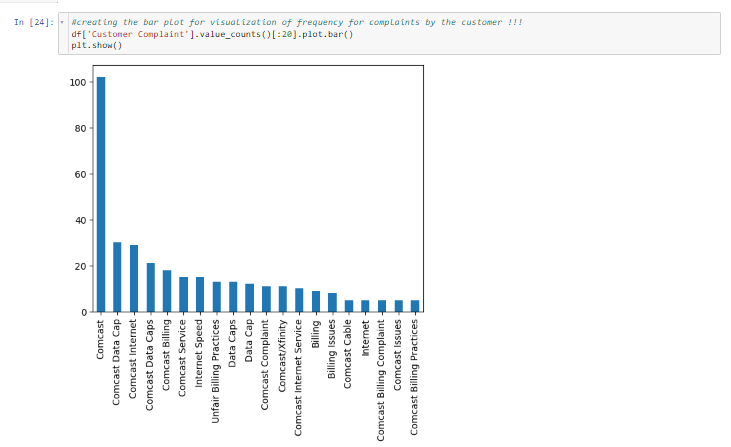 In [24]:
#creating the bar plot for visualization of frequency for complaints by the customer !!!
df['Customer Complaint'].value_counts()[:20].plot.bar()
plt.show()
100
80
60
40
20
0
Comcast
Comcast Data Cap
Comcast Internet
Comcast Data Caps
Comcast Billing
Comcast Service
Internet Speed
Unfair Billing Practices
Data Caps
Data Cap
Comcast Complaint
Comcast/Xfinity
Comcast Internet Service
Billing
Billing Issues
Comcast Cable
Internet
Comcast Billing Complaint
Comcast Issues
Comcast Billing Practices